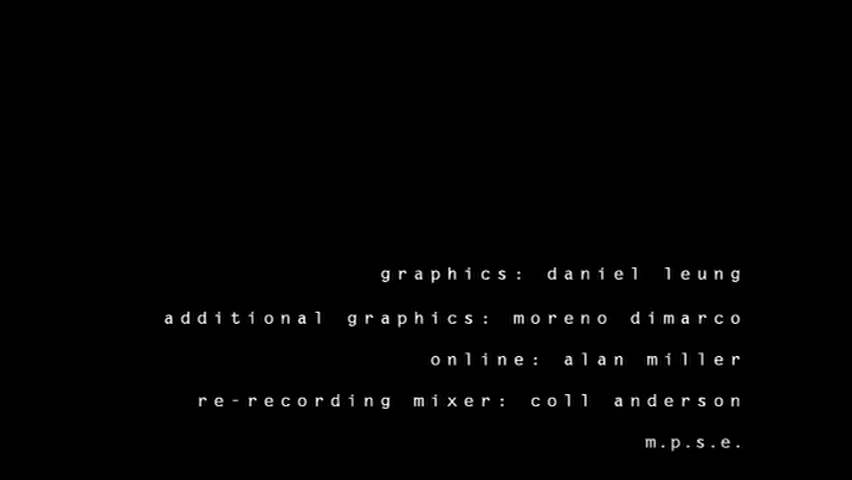 graphics: daniel leung
additional graphics: moreno dimarco
online: alan miller
re-recording mixer: coll anderson
m.p.s.e.